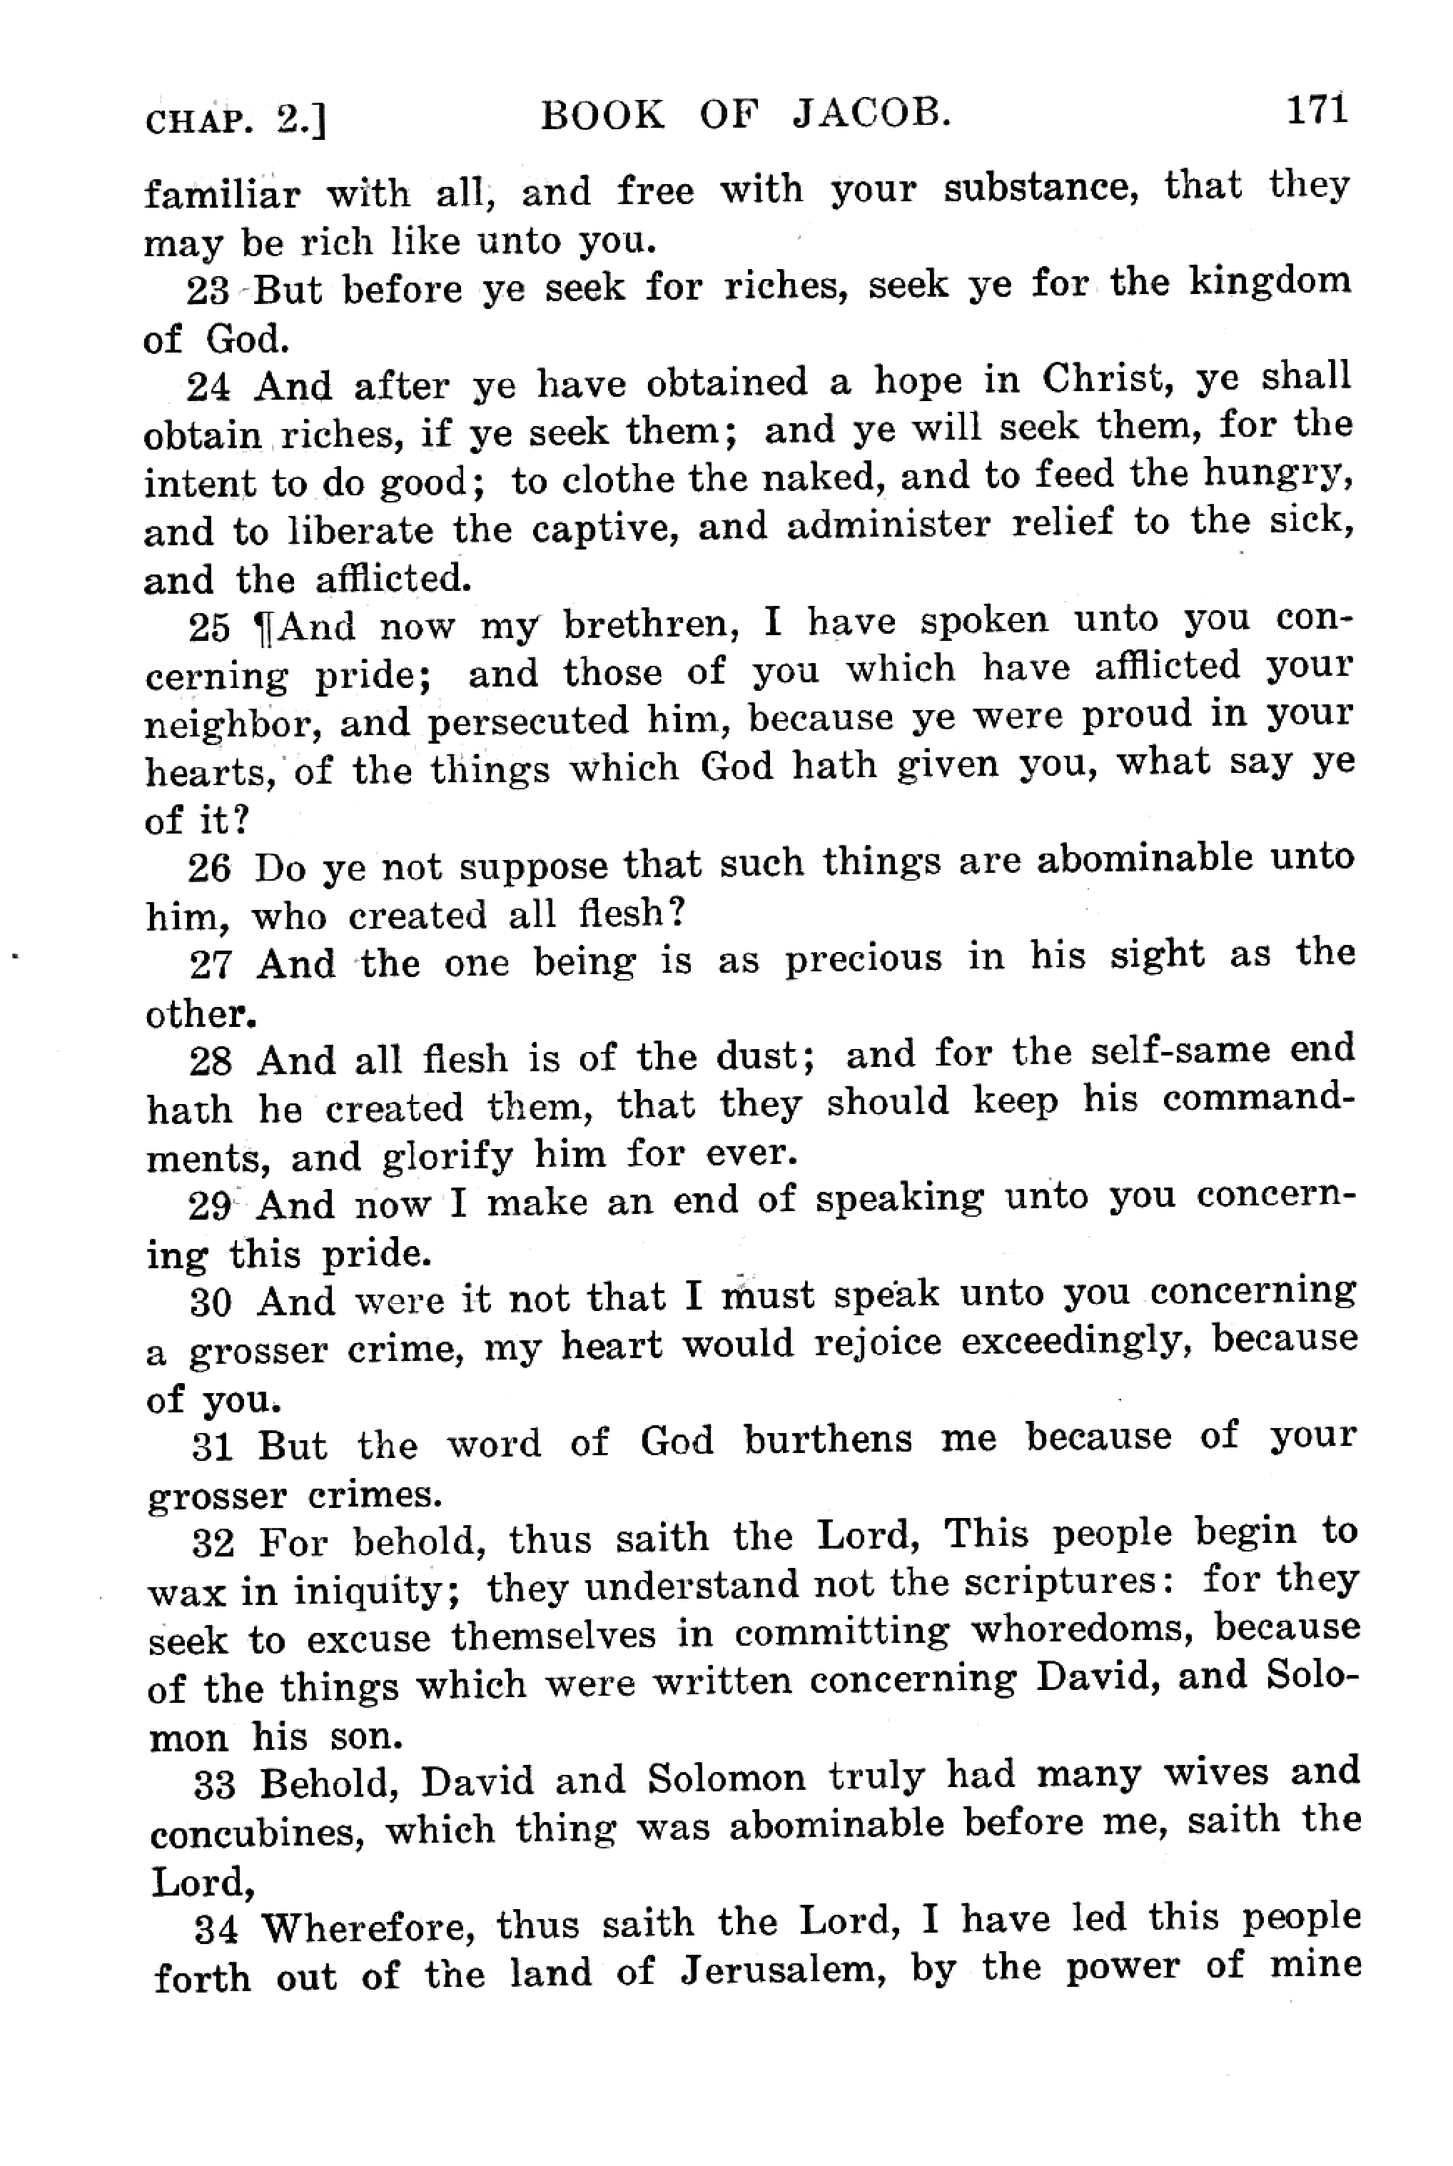 CHAP. 2.] BOOK OF JACOB. 171
familiar with all, and free with your substance, that they
may be rich like unto you.
23 But before ye seek for riches, seek ye for the kingdom
of God.
24 And after ye have obtained a hope in Christ, ye shall
obtain riches, if ye seek them; and ye will seek them, for the
intent to do good; to clothe the naked, and to feed the hungry,
and to liberate the captive, and administer relief to the sick,
and the afflicted.
25 ¶And now my brethren, I have spoken unto you con-
cerning pride; and those of you which have afflicted your
neighbor, and persecuted him, because ye were proud in your
hearts, of the things which God hath given you, what say ye
of it?
26 Do ye not suppose that such things are abominable unto
him, who created all flesh?
27 And the one being is as precious in his sight as the
other.
28 And all flesh is of the dust; and for the self-same end
hath he created them, that they should keep his command-
ments, and glorify him for ever.
29 And now I make an end of speaking unto you concern-
ing this pride.
30 And were it not that I must speak unto you concerning
a grosser crime, my heart would rejoice exceedingly, because
of you.
31 But the word of God burthens me because of your
grosser crimes.
32 For behold, thus saith the Lord, This people begin to
wax in iniquity; they understand not the scriptures: for they
seek to excuse themselves in committing whoredoms, because
of the things which were written concerning David, and Solo-
mon his son.
33 Behold, David and Solomon truly had many wives and
concubines, which thing was abominable before me, saith the
Lord,
34 Wherefore, thus saith the Lord, I have led this people
forth out of the land of Jerusalem, by the power of mine